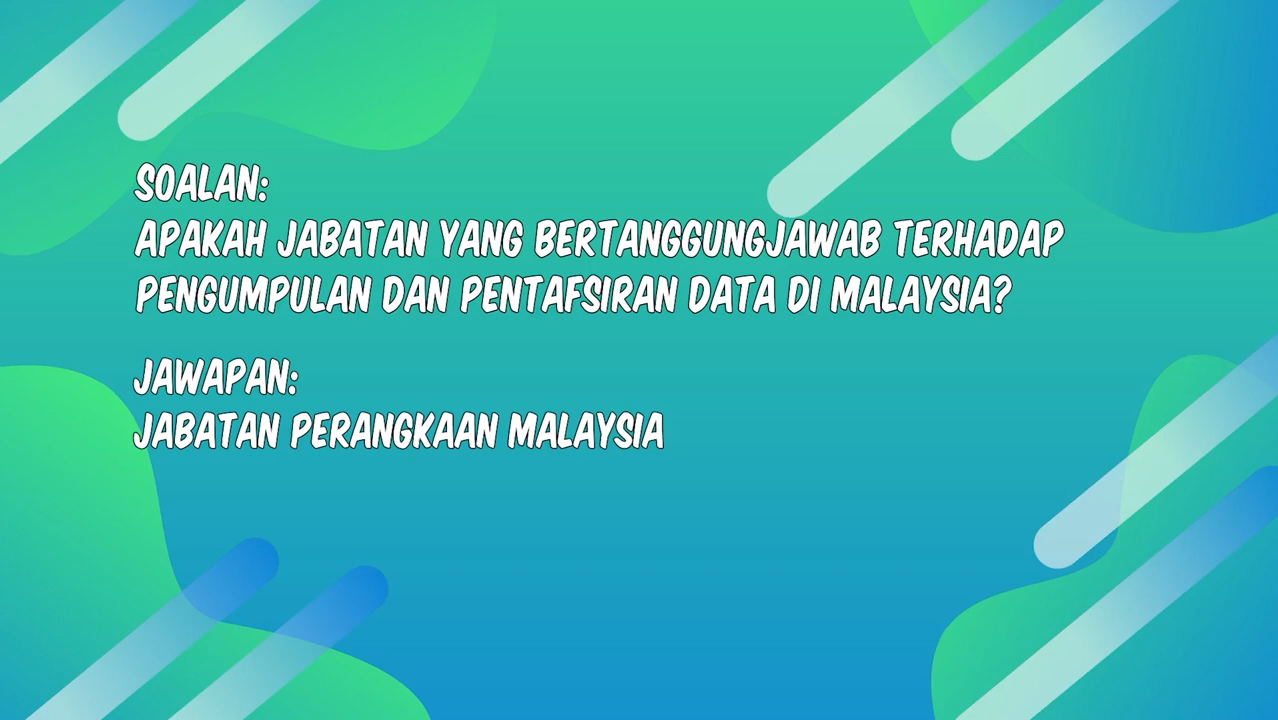 SOALAN:
APAKAH JABATAN YANG BERTANGGUNGJAWAB TERHADAP
PENGUMPULAN DAN PENTAFSIRAN DATA DI MALAYSIA?
JAWAPAN:
JABATAN PERANGKAAN MALAYSIA